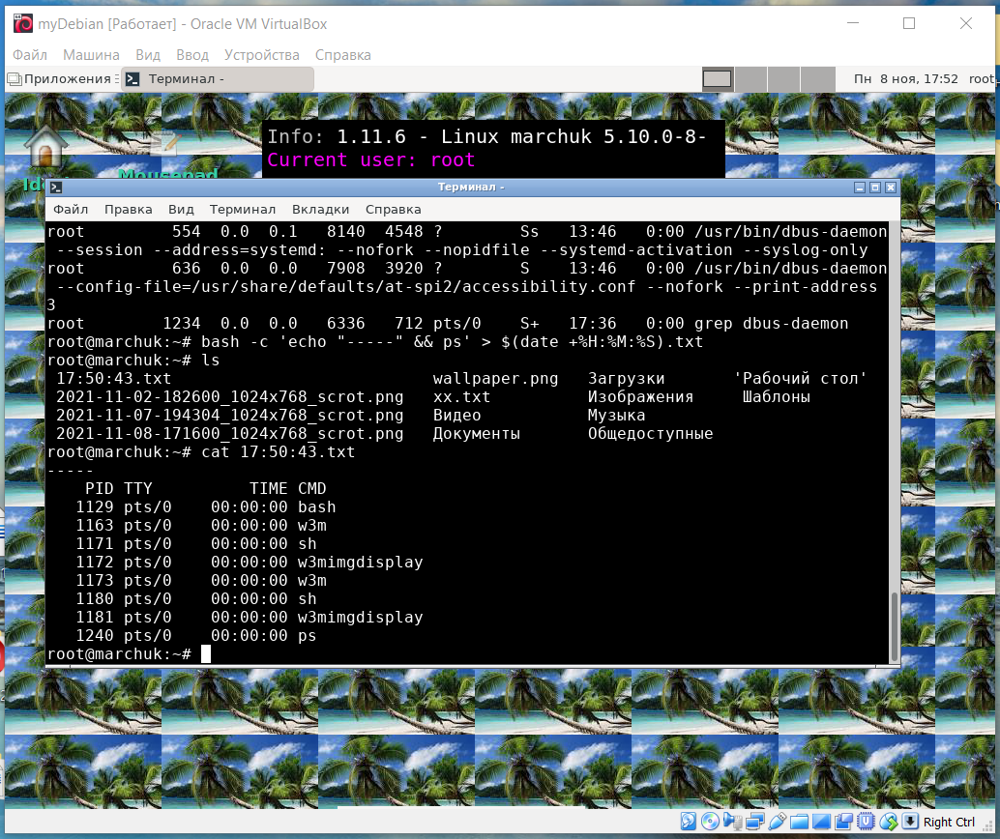 myDebian [Работает] - Oracle VM VirtualBox
Файл Машина Вид Ввод Устройства Справка
Приложения Терминал - Пн 8 ноя, 17:52 root
Info: 1.11.6 - Linux marchuk 5.10.0-8-
Current user: root
Mousepad
Терминал -
Файл Правка Вид Терминал Вкладки Справка
root 554 0.0 0.1 8140 4548 ? Ss 13:46 0:00 /usr/bin/dbus-daemon
--session --address=systemd: --nofork --nopidfile --systemd-activation --syslog-only
root 636 0.0 0.0 7908 3920 ? S 13:46 0:00 /usr/bin/dbus-daemon
--config-file=/usr/share/defaults/at-spi2/accessibility.conf --nofork --print-address
3
root 1234 0.0 0.0 6336 712 pts/0 S+ 17:36 0:00 grep dbus-daemon
root@marchuk:~# bash -c 'echo "-----" && ps' > $(date +%H:%M:%S).txt
root@marchuk:~# ls
17:50:43.txt wallpaper.png Загрузки 'Рабочий стол'
2021-11-02-182600_1024x768_scrot.png xx.txt Изображения Шаблоны
2021-11-07-194304_1024x768_scrot.png Видео Музыка
2021-11-08-171600_1024x768_scrot.png Документы Общедоступные
root@marchuk:~# cat 17:50:43.txt
-----
PID TTY TIME CMD
1129 pts/0 00:00:00 bash
1163 pts/0 00:00:00 w3m
1171 pts/0 00:00:00 sh
1172 pts/0 00:00:00 w3mimgdisplay
1173 pts/0 00:00:00 w3m
1180 pts/0 00:00:00 sh
1181 pts/0 00:00:00 w3mimgdisplay
1240 pts/0 00:00:00 ps
root@marchuk:~#
Right Ctrl